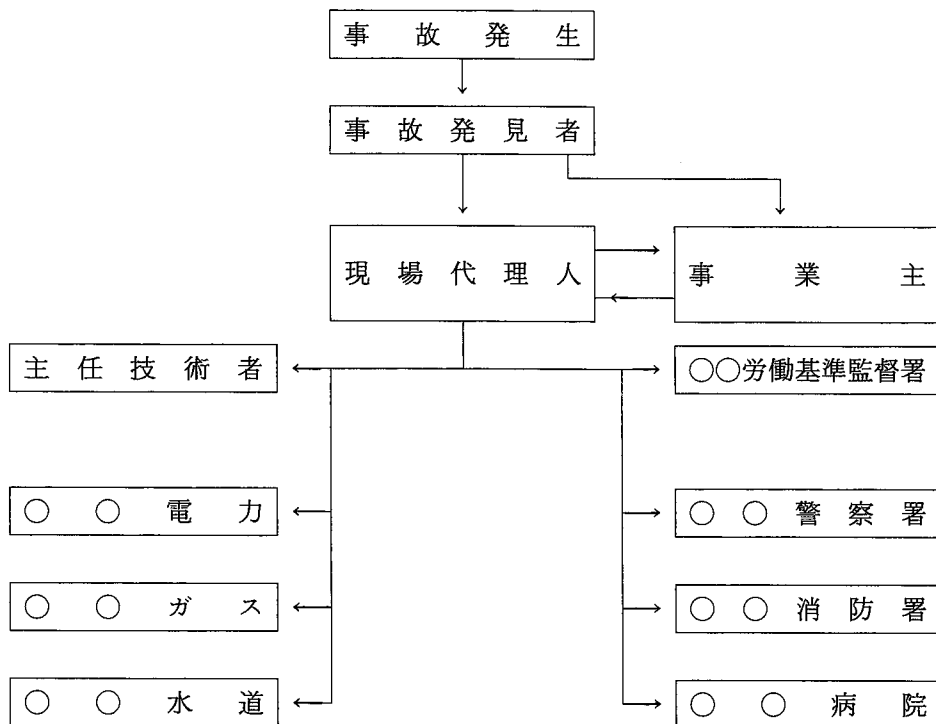 事故発生
事故発見者
現場代理人
事業主
主任技術者
○○労働基準監督署
○○電力
○○警察署
○○ガス
○○消防署
○○水道
○○病院